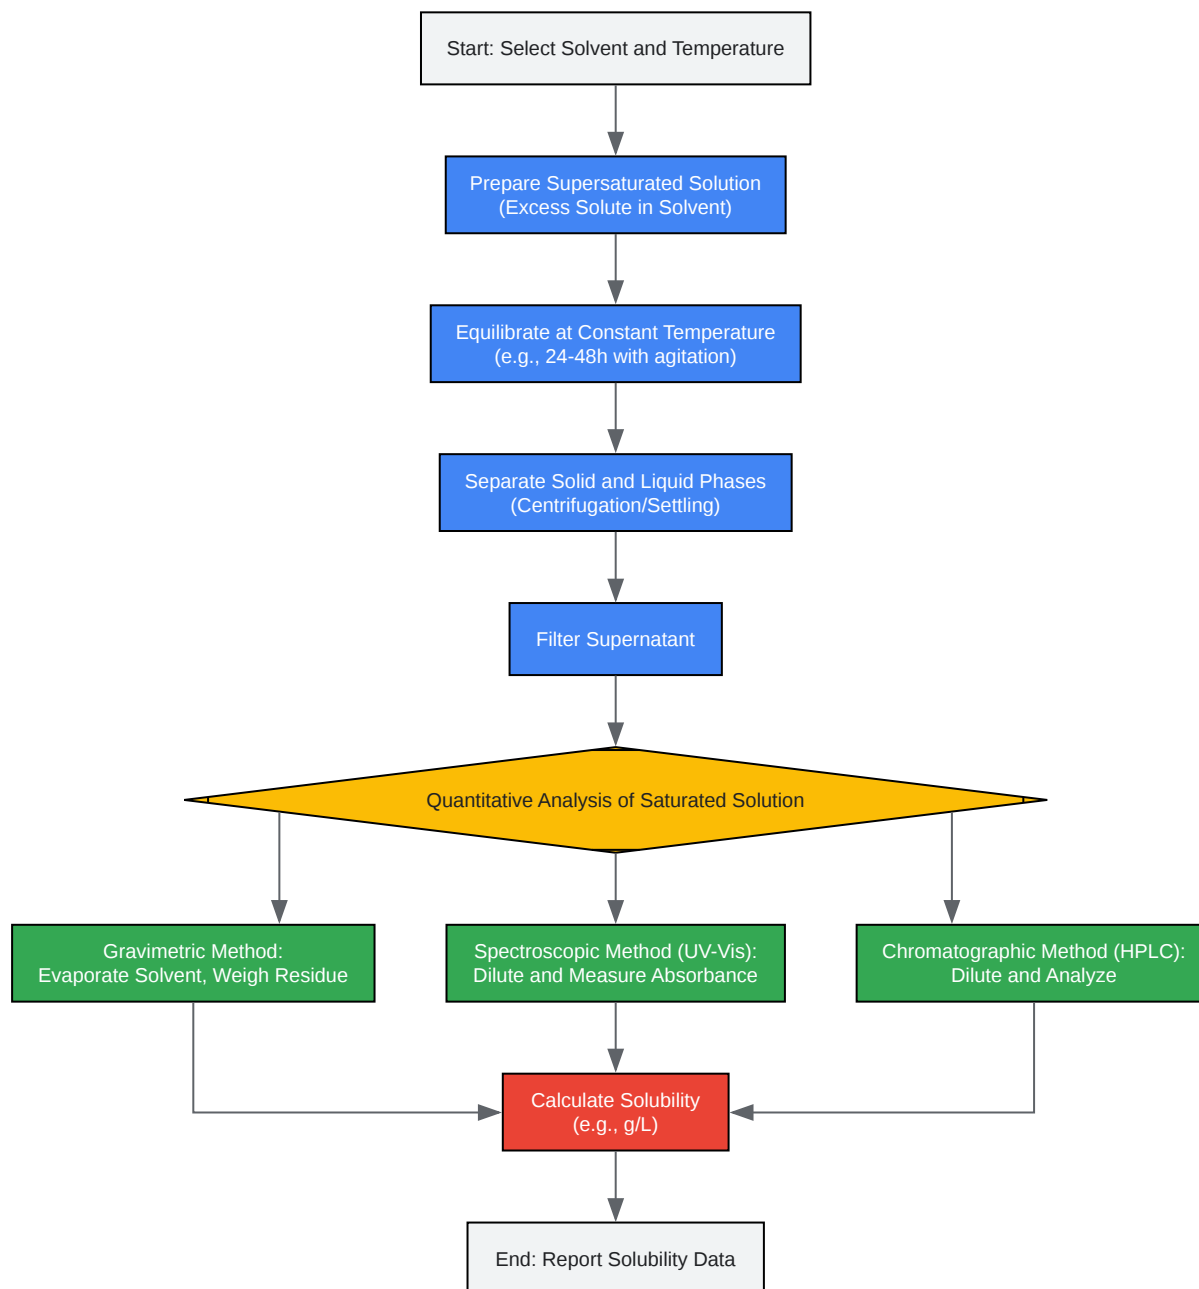 Start: Select Solvent and Temperature
Prepare Supersaturated Solution
(Excess Solute in Solvent)
Equilibrate at Constant Temperature
(e.g., 24-48h with agitation)
Separate Solid and Liquid Phases
(Centrifugation/Settling)
Filter Supernatant
Quantitative Analysis of Saturated Solution
Gravimetric Method:
Evaporate Solvent, Weigh Residue
Spectroscopic Method (UV-Vis):
Dilute and Measure Absorbance
Chromatographic Method (HPLC):
Dilute and Analyze
Calculate Solubility
(e.g., g/L)
End: Report Solubility Data